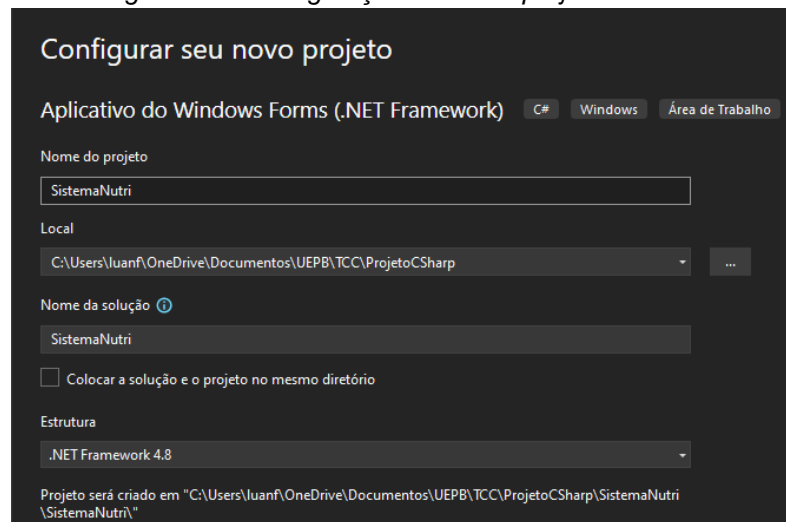 Configurar seu novo projeto
Aplicativo do Windows Forms (.NET Framework) C# Windows Área de Trabalho
Nome do projeto
SistemaNutri
Local
C:\Users\luanf\OneDrive\Documentos\UEPB\TCC\ProjetoCSharp
...
Nome da solução
SistemaNutri
Colocar a solução e o projeto no mesmo diretório
Estrutura
.NET Framework 4.8
Projeto será criado em "C:\Users\luanf\OneDrive\Documentos\UEPB\TCC\ProjetoCSharp\SistemaNutri
\SistemaNutri\"